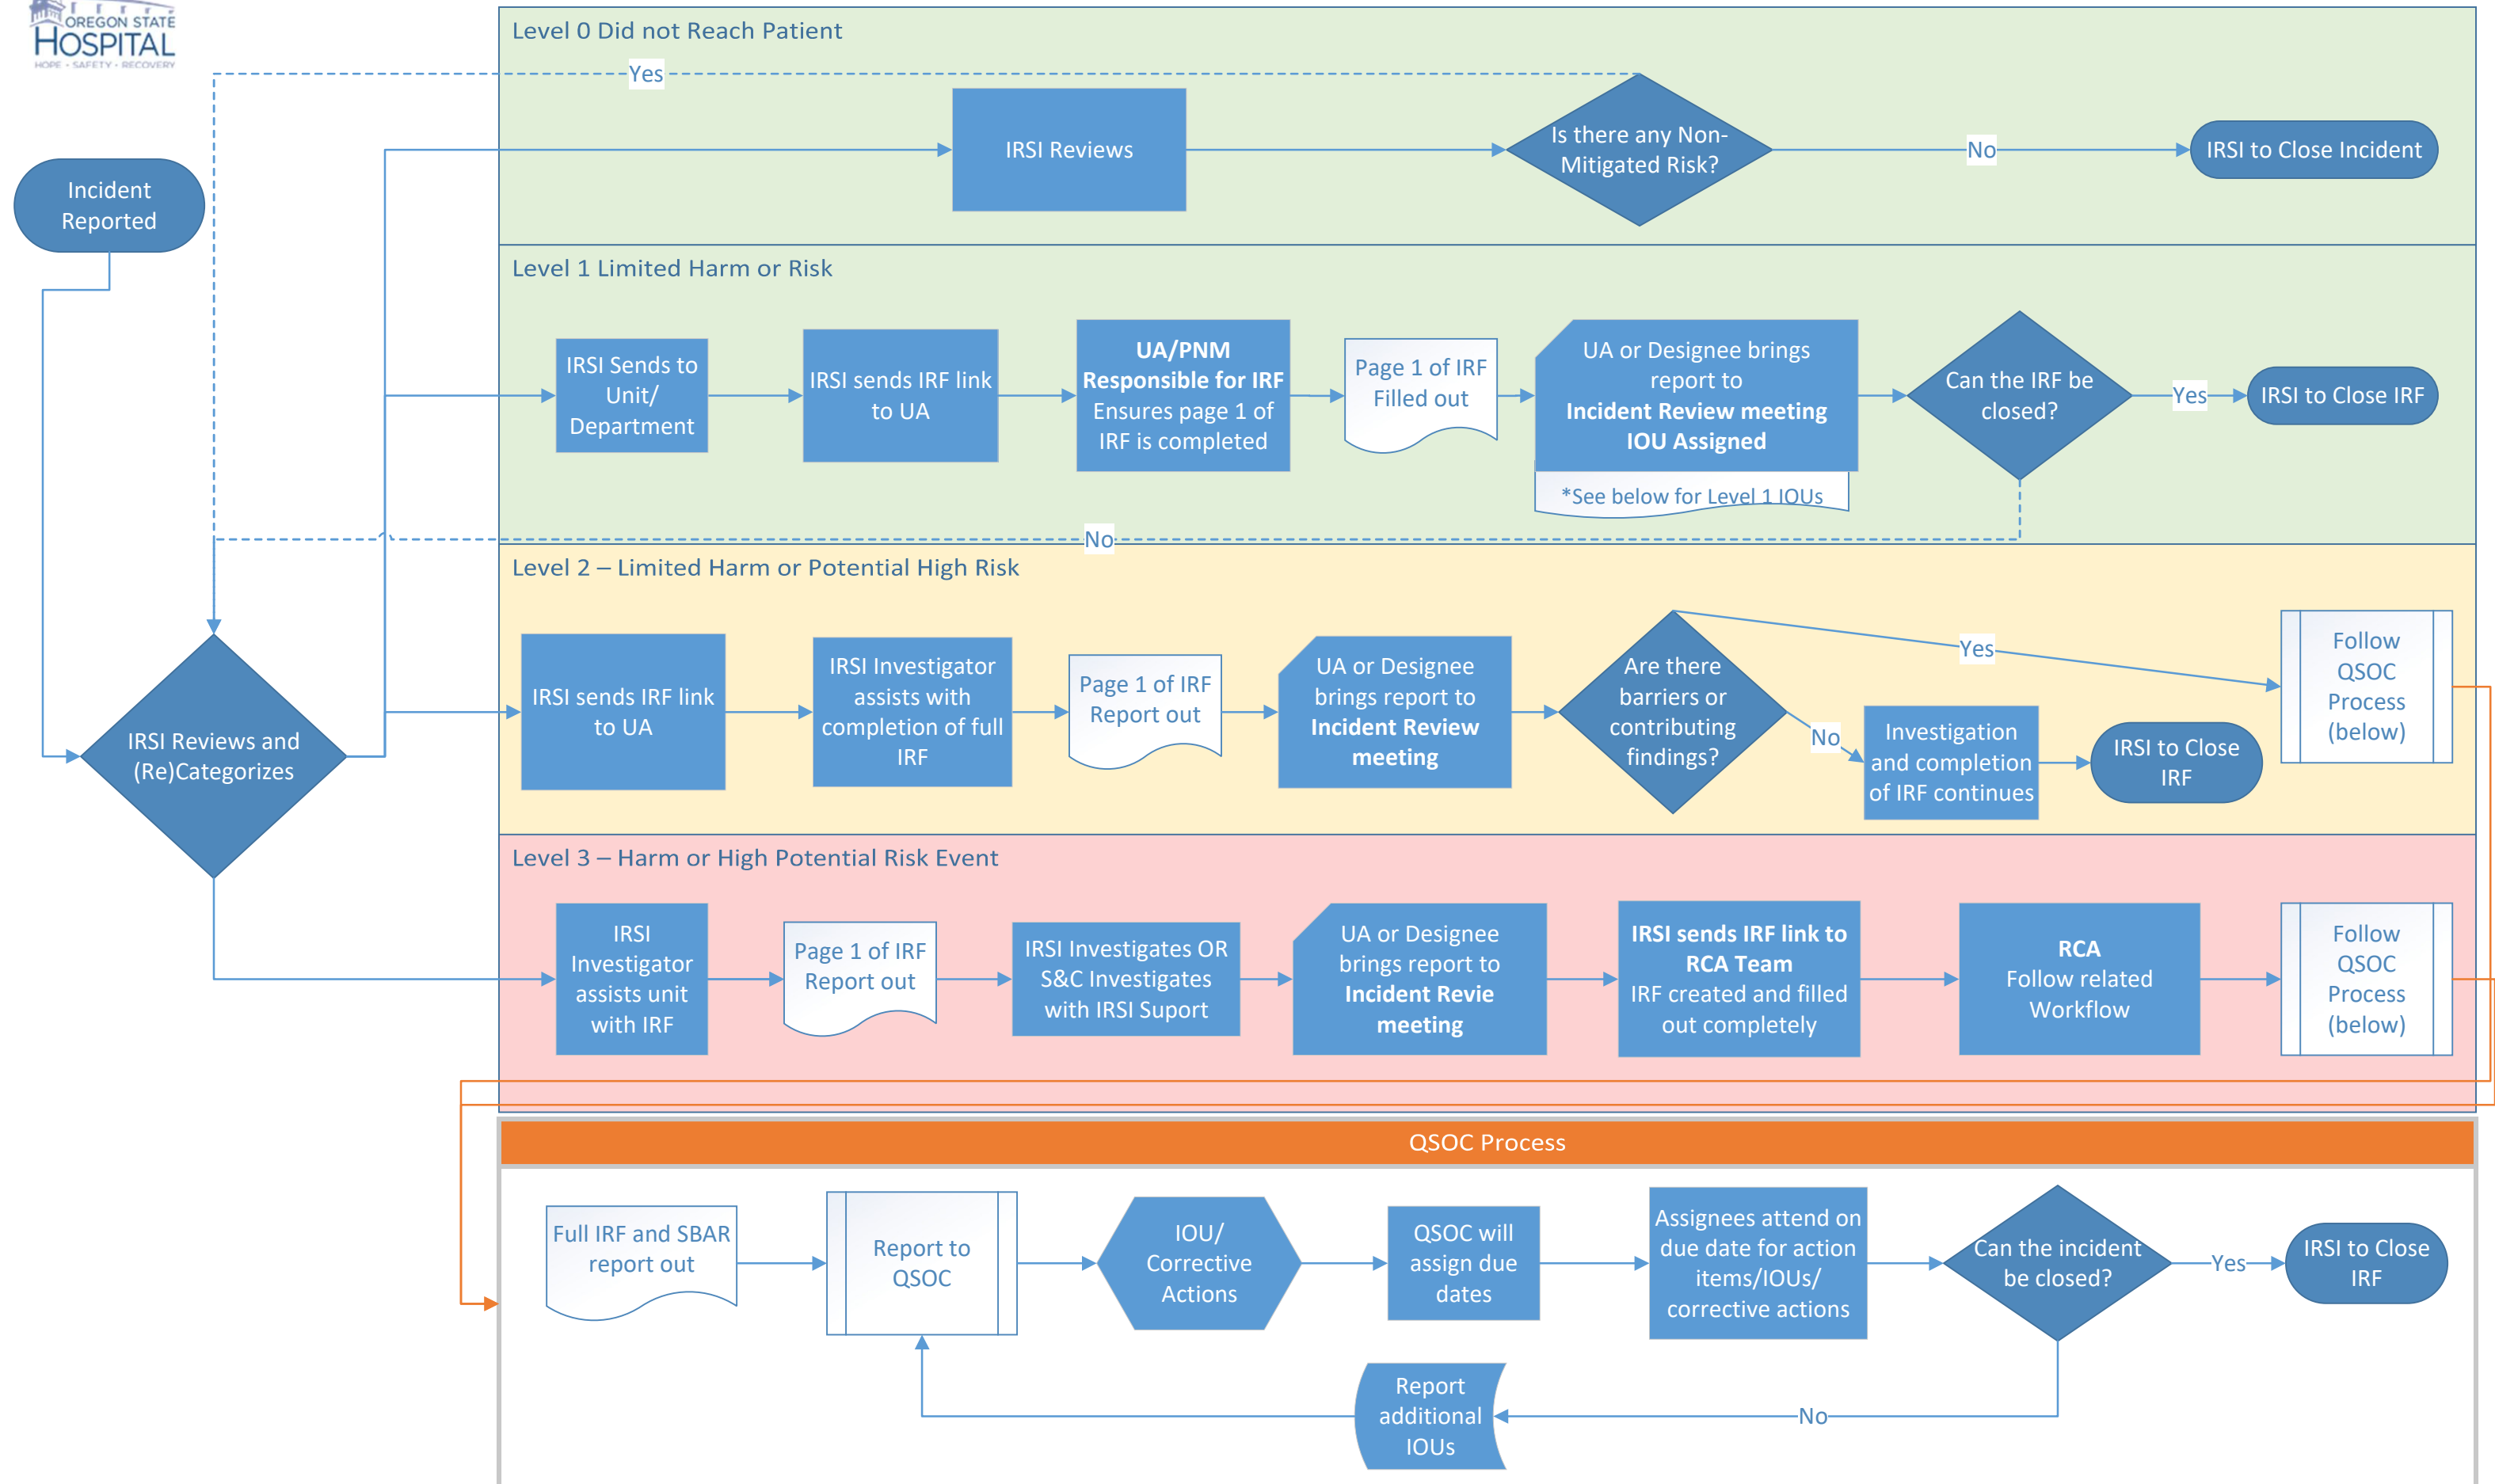 OREGON STATE
HOSPITAL
HOPE • SAFETY • RECOVERY
Level 0 Did not Reach Patient
Yes
IRSI Reviews
Is there any Non-
Mitigated Risk?
No
IRSI to Close Incident
Incident
Reported
Level 1 Limited Harm or Risk
IRSI Sends to
Unit/
Department
IRSI sends IRF link
to UA
UA/PNM
Responsible for IRF
Ensures page 1 of
IRF is completed
Page 1 of IRF
Filled out
UA or Designee brings
report to
Incident Review meeting
IOU Assigned
*See below for Level 1 IOUs
Can the IRF be
closed?
Yes
IRSI to Close IRF
No
Level 2 – Limited Harm or Potential High Risk
IRSI Reviews and
(Re)Categorizes
IRSI sends IRF link
to UA
IRSI Investigator
assists with
completion of full
IRF
Page 1 of IRF
Report out
UA or Designee
brings report to
Incident Review
meeting
Are there
barriers or
contributing
findings?
Yes
No
Investigation
and completion
of IRF continues
IRSI to Close
IRF
Follow
QSOC
Process
(below)
Level 3 – Harm or High Potential Risk Event
IRSI
Investigator
assists unit
with IRF
Page 1 of IRF
Report out
IRSI Investigates OR
S&C Investigates
with IRSI Suport
UA or Designee
brings report to
Incident Revie
meeting
IRSI sends IRF link to
RCA Team
IRF created and filled
out completely
RCA
Follow related
Workflow
Follow
QSOC
Process
(below)
QSOC Process
Full IRF and SBAR
report out
Report to
QSOC
IOU/
Corrective
Actions
QSOC will
assign due
dates
Assignees attend on
due date for action
items/IOUs/
corrective actions
Can the incident
be closed?
Yes
IRSI to Close
IRF
No
Report
additional
IOUs